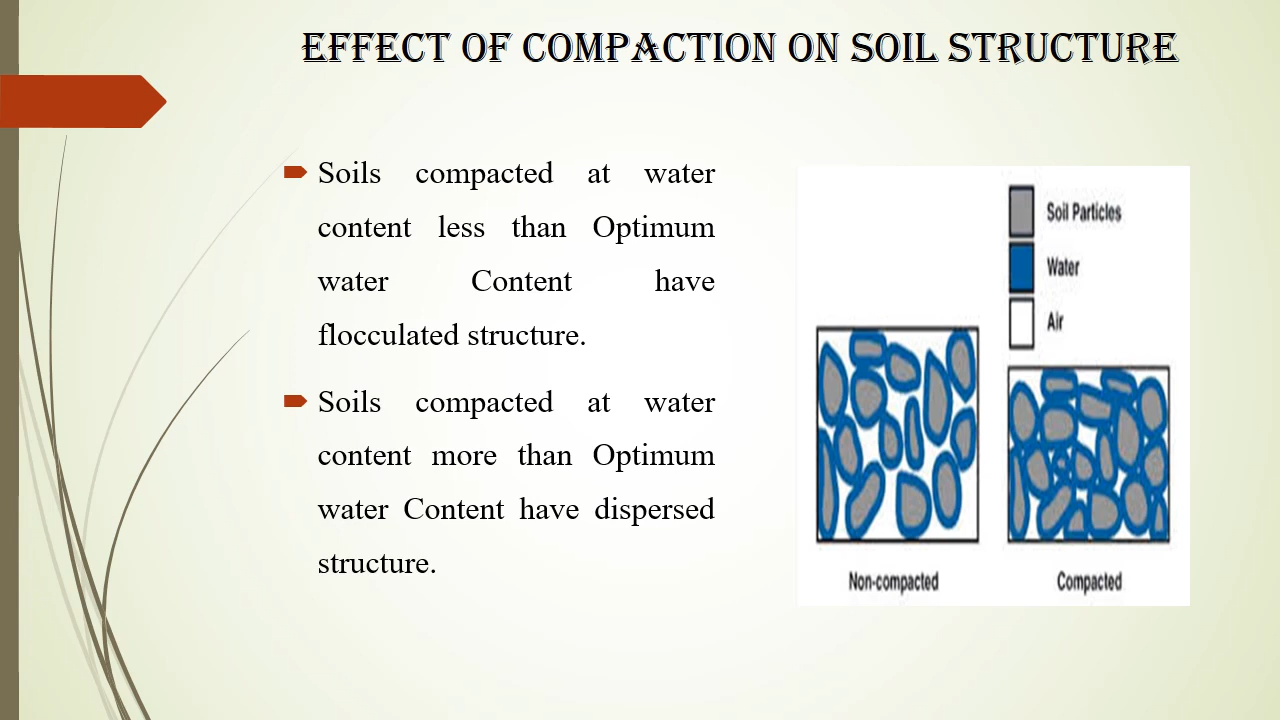 EFFECT OF COMPACTION ON SOIL STRUCTURE
Soils compacted at water
content less than Optimum
water Content have
flocculated structure.
Soils compacted at water
content more than Optimum
water Content have dispersed
structure.
Soil Particles
Water
Air
Non-compacted
Compacted